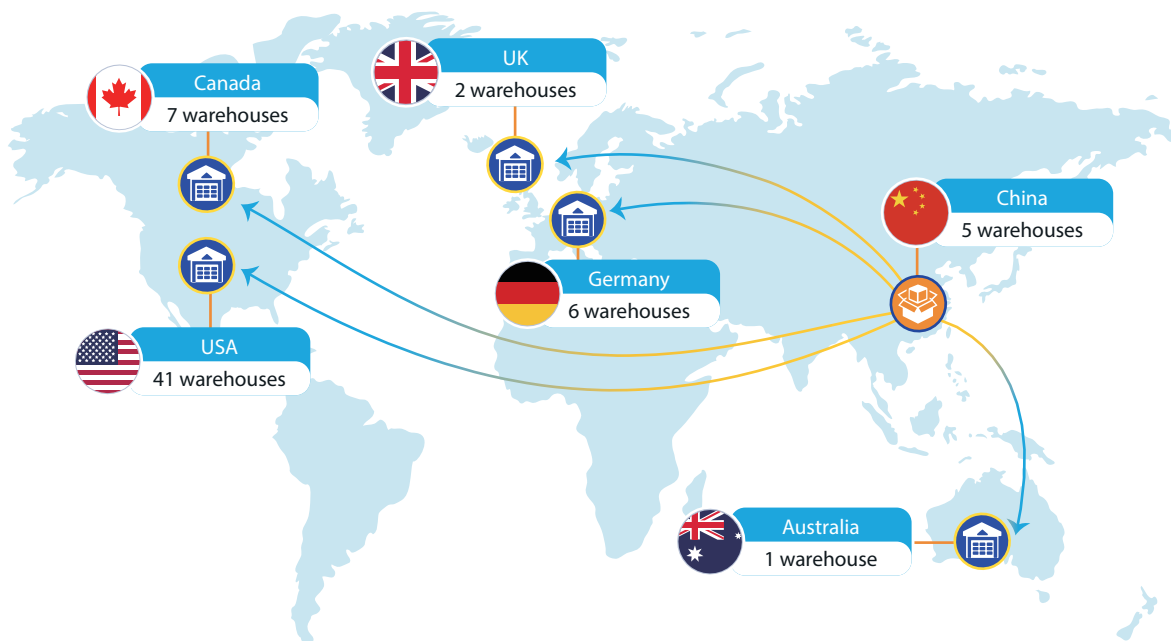 UK
2 warehouses
Canada
7 warehouses
China
5 warehouses
Germany
6 warehouses
USA
41 warehouses
Australia
1 warehouse